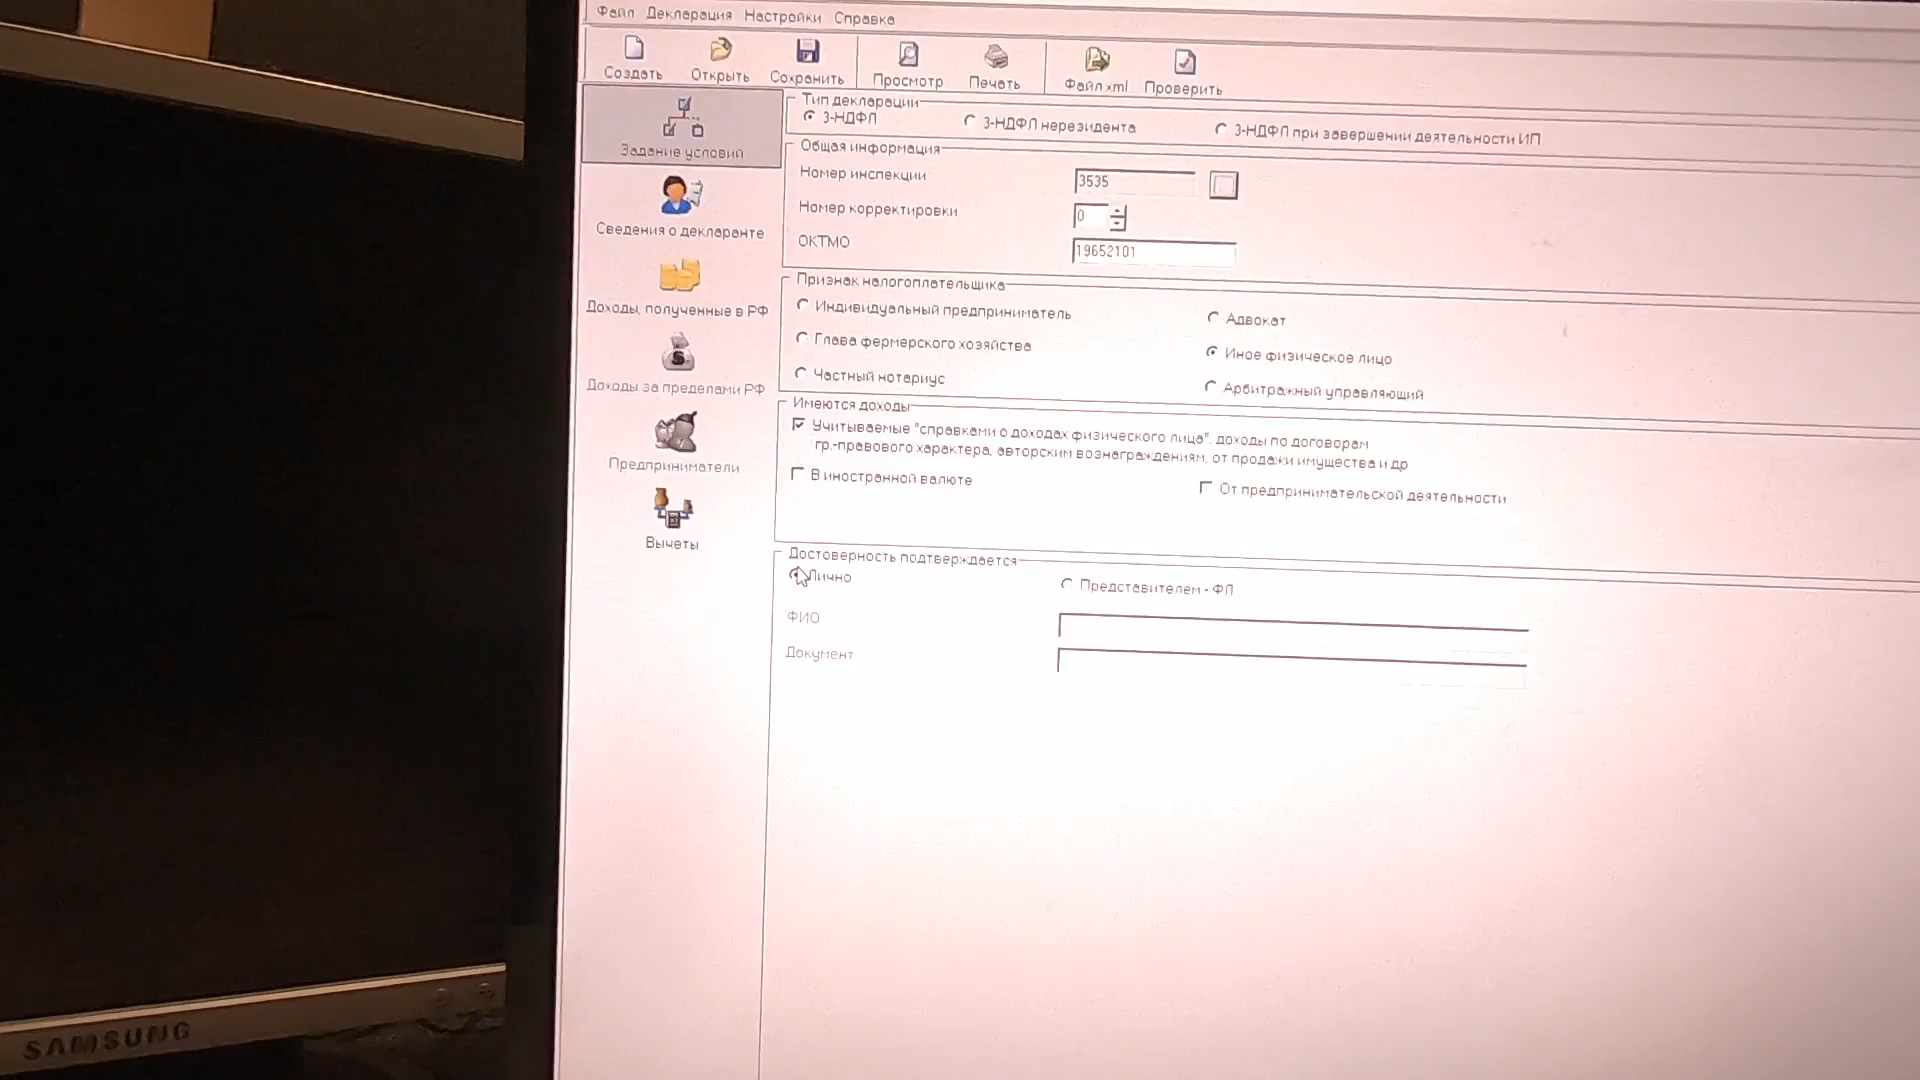 Файл Декларация Настройки Справка
Создать Открыть Сохранить Просмотр Печать Файл xml Проверить
Задание условий
Сведения о декларанте
Доходы, полученные в РФ
Доходы за пределами РФ
Предприниматели
Вычеты
Тип декларации
3-НДФЛ 3-НДФЛ нерезидента 3-НДФЛ при завершении деятельности ИП
Общая информация
Номер инспекции 3535
Номер корректировки 0
ОКТМО 19652101
Признак налогоплательщика
Индивидуальный предприниматель Адвокат
Глава фермерского хозяйства Иное физическое лицо
Частный нотариус Арбитражный управляющий
Имеются доходы
Учитываемые "справками о доходах физического лица", доходы по договорам
гр.-правового характера, авторским вознаграждениям, от продажи имущества и др
В иностранной валюте От предпринимательской деятельности
Достоверность подтверждается
Лично Представителем - ФЛ
ФИО
Документ
SAMSUNG